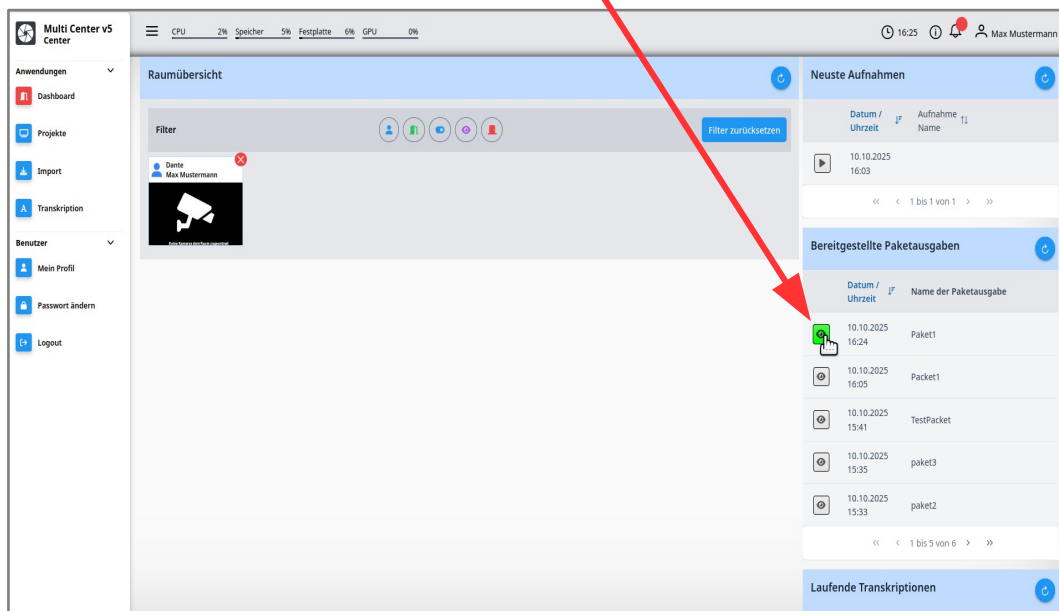 Multi Center v5
Center
CPU 2% Speicher 5% Festplatte 6% GPU 0%
16:25 Max Mustermann
Anwendungen
Dashboard
Projekte
Import
Transkription
Benutzer
Mein Profil
Passwort ändern
Logout
Raumübersicht
Filter
Filter zurücksetzen
Dante
Max Mustermann
Neuste Aufnahmen
Datum /
Uhrzeit
Aufnahme
Name
10.10.2025
16:03
<< < 1 bis 1 von 1 > >>
Bereitgestellte Paketausgaben
Datum /
Uhrzeit
Name der Paketausgabe
10.10.2025
16:24
Paket1
10.10.2025
16:05
Packet1
10.10.2025
15:41
TestPacket
10.10.2025
15:35
paket3
10.10.2025
15:33
paket2
<< < 1 bis 5 von 6 > >>
Laufende Transkriptionen